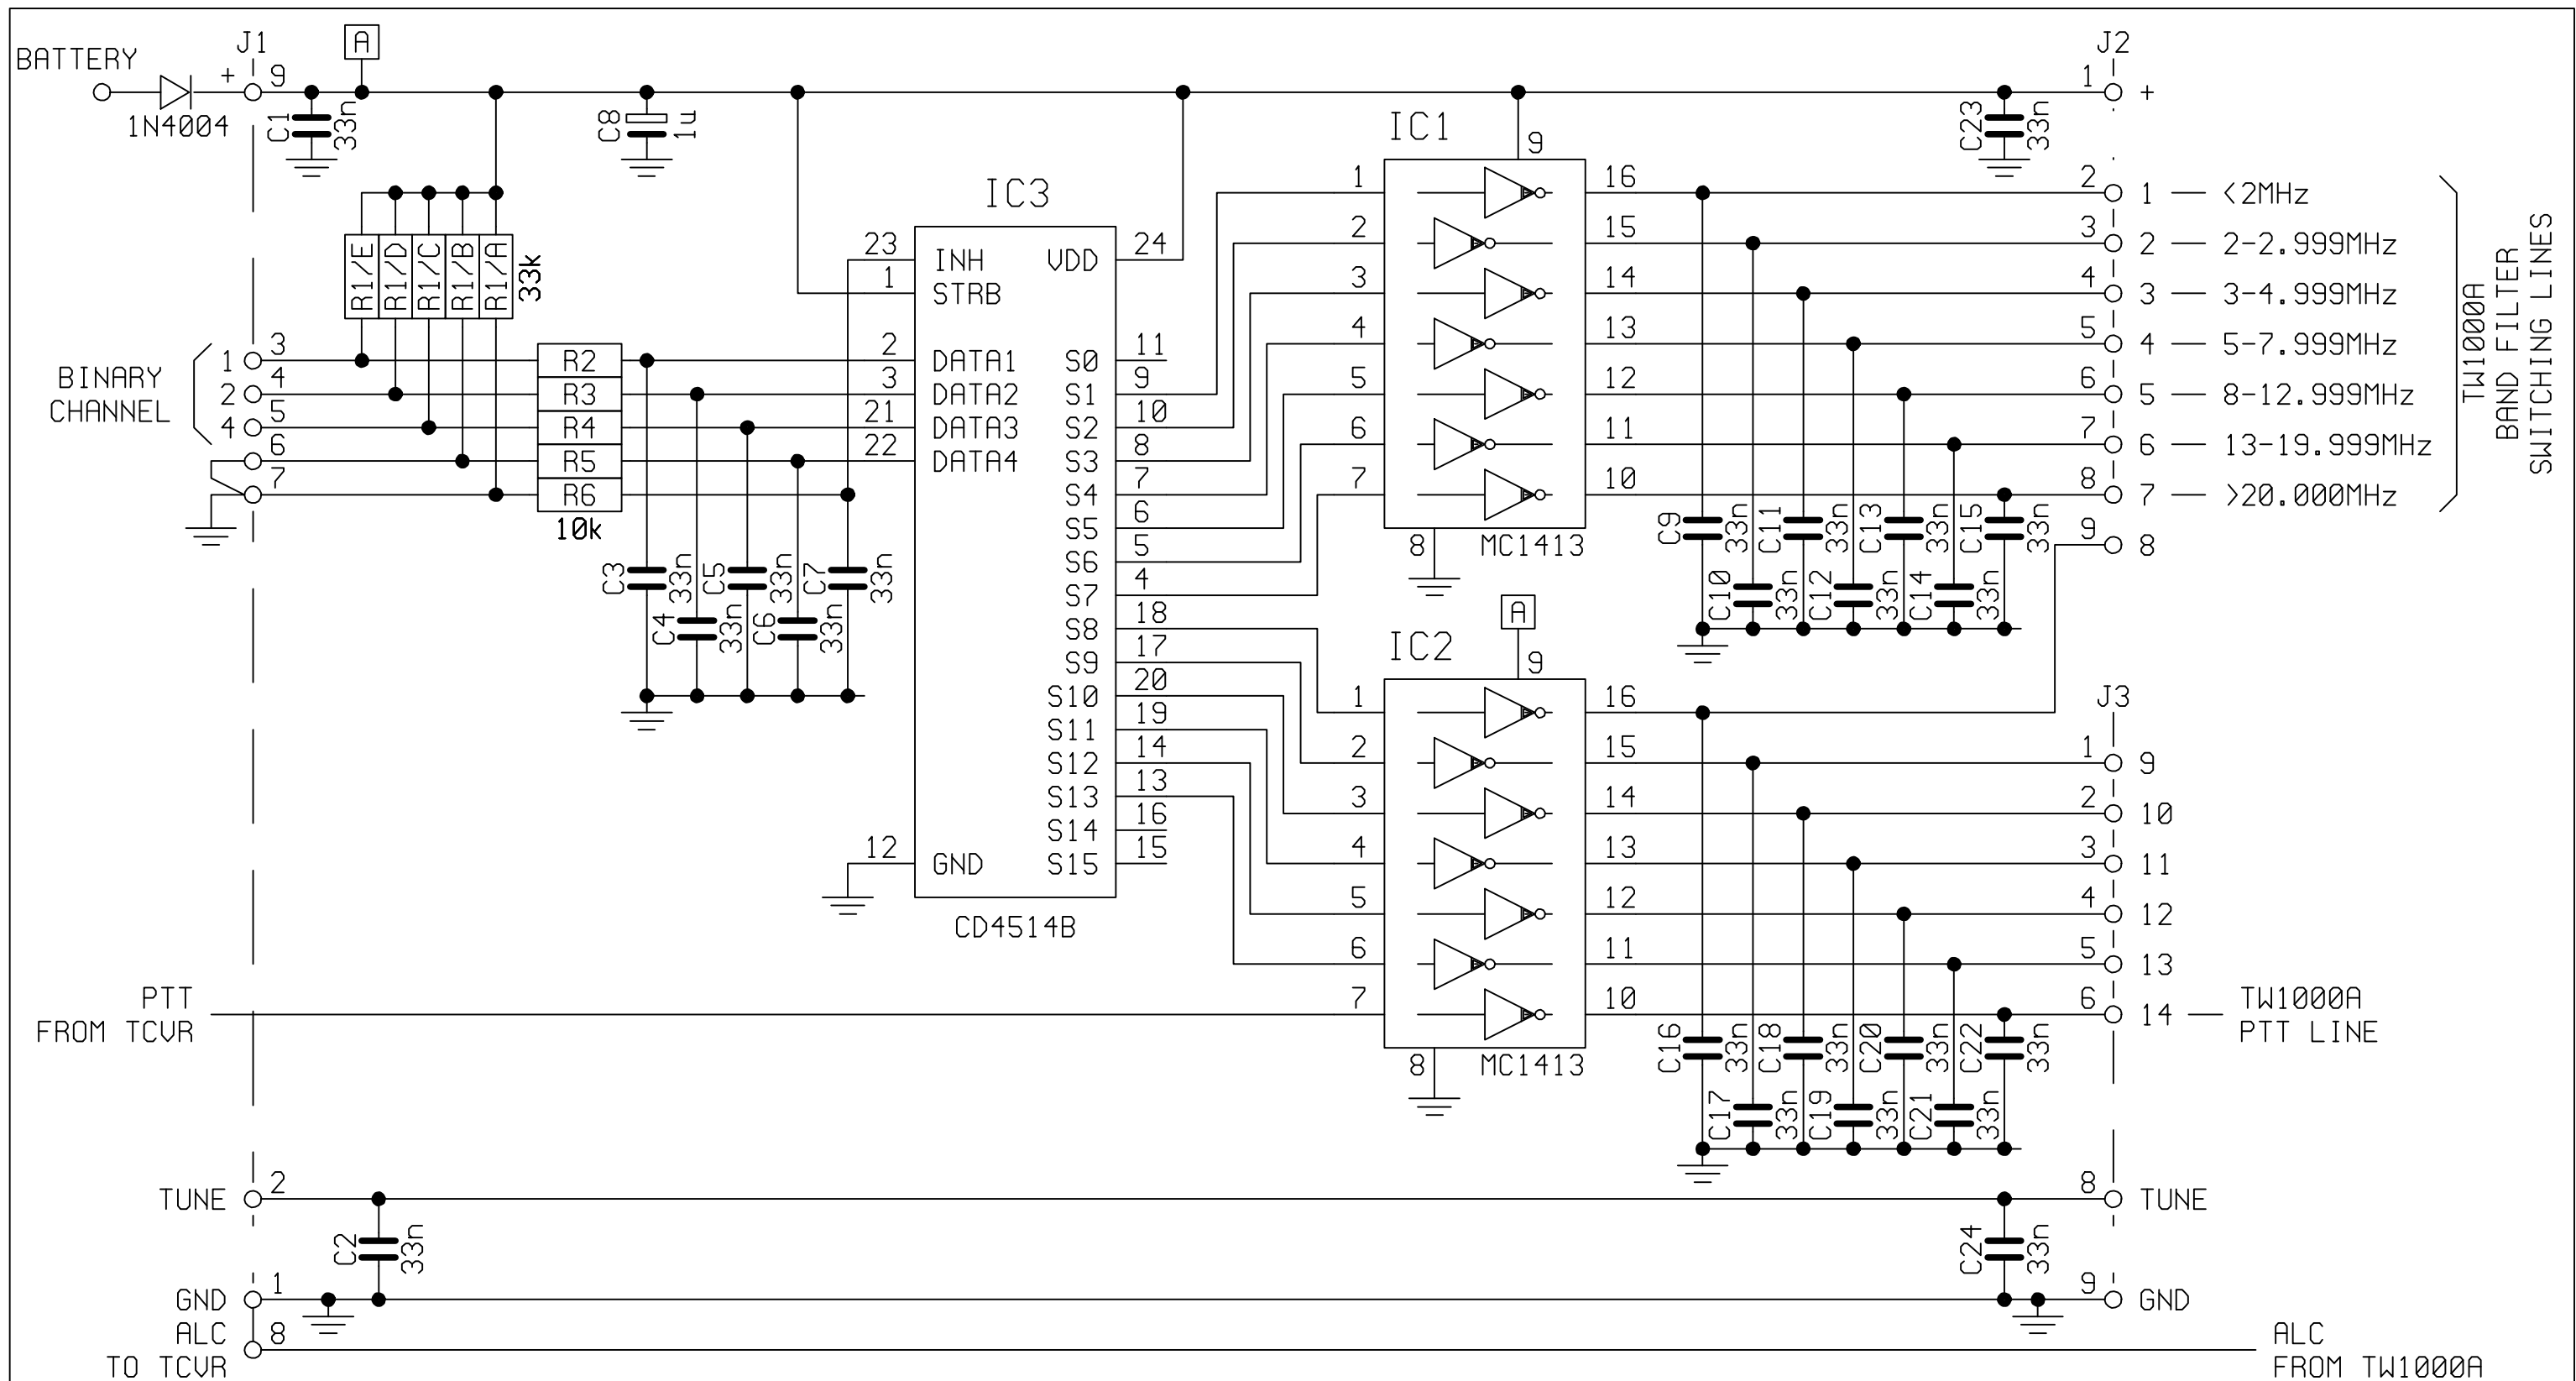 BATTERY
J1
A
+
9
1N4004
C1
33n
C8
1u
J2
1
+
C23
33n
R1/E
R1/D
R1/C
R1/B
R1/A
33k
BINARY
CHANNEL
1
3
2
4
4
5
6
7
R2
R3
R4
R5
R6
10k
C3
33n
C4
33n
C5
33n
C6
33n
C7
33n
IC3
23
INH
1
STRB
2
DATA1
3
DATA2
21
DATA3
22
DATA4
12
GND
VDD
24
S0
11
S1
9
S2
10
S3
8
S4
7
S5
6
S6
5
S7
4
S8
18
S9
17
S10
20
S11
19
S12
14
S13
13
S14
16
S15
15
CD4514B
IC1
9
1
16
2
15
3
14
4
13
5
12
6
11
7
10
8
MC1413
C9
33n
C10
33n
C11
33n
C12
33n
C13
33n
C14
33n
C15
33n
2
1
<2MHz
3
2
2-2.999MHz
4
3
3-4.999MHz
5
4
5-7.999MHz
6
5
8-12.999MHz
7
6
13-19.999MHz
8
7
>20.000MHz
9
8
TW1000A
BAND FILTER
SWITCHING LINES
A
IC2
9
1
16
2
15
3
14
4
13
5
12
6
11
7
10
8
MC1413
C16
33n
C17
33n
C18
33n
C19
33n
C20
33n
C21
33n
C22
33n
J3
1
9
2
10
3
11
4
12
5
13
6
14
TW1000A
PTT LINE
PTT
FROM TCVR
TUNE
2
C2
33n
C24
33n
8
TUNE
GND
1
9
GND
ALC
TO TCVR
8
ALC
FROM TW1000A